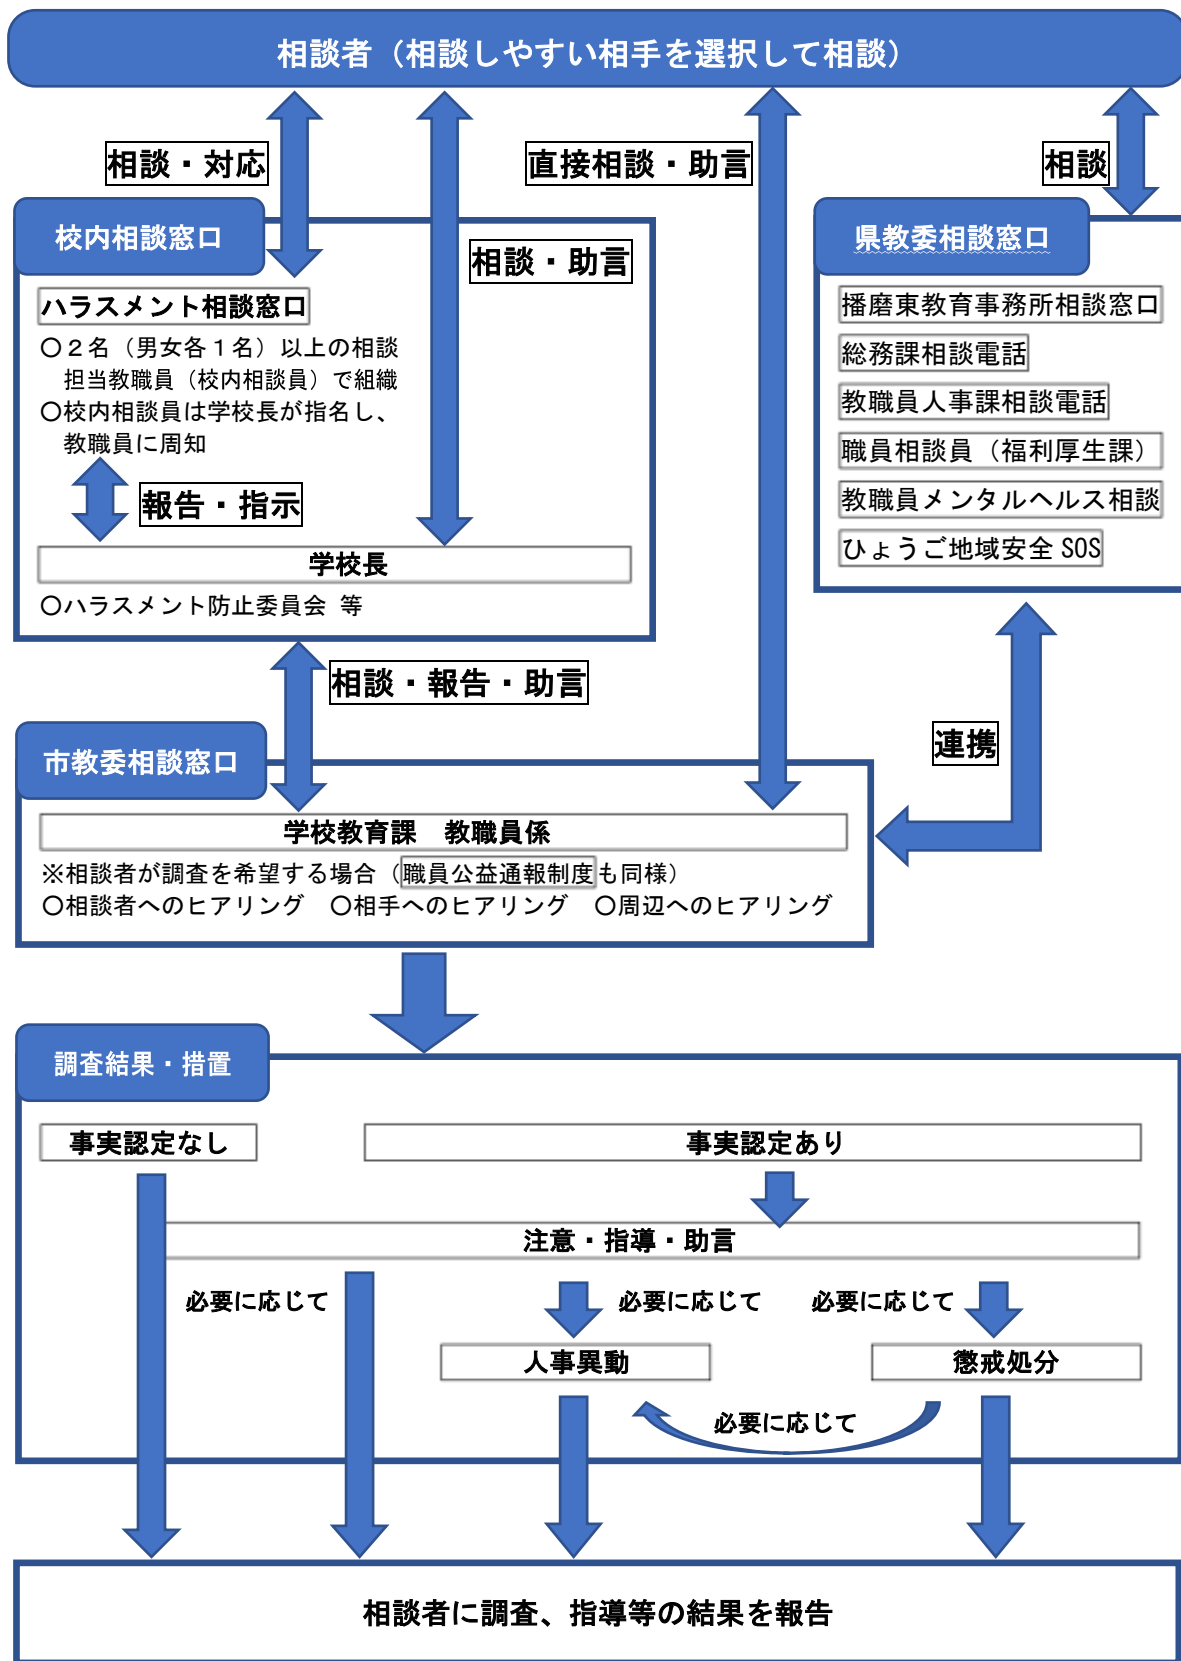 相談者（相談しやすい相手を選択して相談）
相談・対応
直接相談・助言
相談
校内相談窓口
相談・助言
ハラスメント相談窓口
〇２名（男女各１名）以上の相談
担当教職員（校内相談員）で組織
〇校内相談員は学校長が指名し、
教職員に周知
報告・指示
学校長
〇ハラスメント防止委員会 等
県教委相談窓口
播磨東教育事務所相談窓口
総務課相談電話
教職員人事課相談電話
職員相談員（福利厚生課）
教職員メンタルヘルス相談
ひょうご地域安全 SOS
相談・報告・助言
連携
市教委相談窓口
学校教育課　教職員係
※相談者が調査を希望する場合（職員公益通報制度も同様）
〇相談者へのヒアリング　〇相手へのヒアリング　〇周辺へのヒアリング
調査結果・措置
事実認定なし
事実認定あり
注意・指導・助言
必要に応じて
必要に応じて
必要に応じて
人事異動
懲戒処分
必要に応じて
相談者に調査、指導等の結果を報告